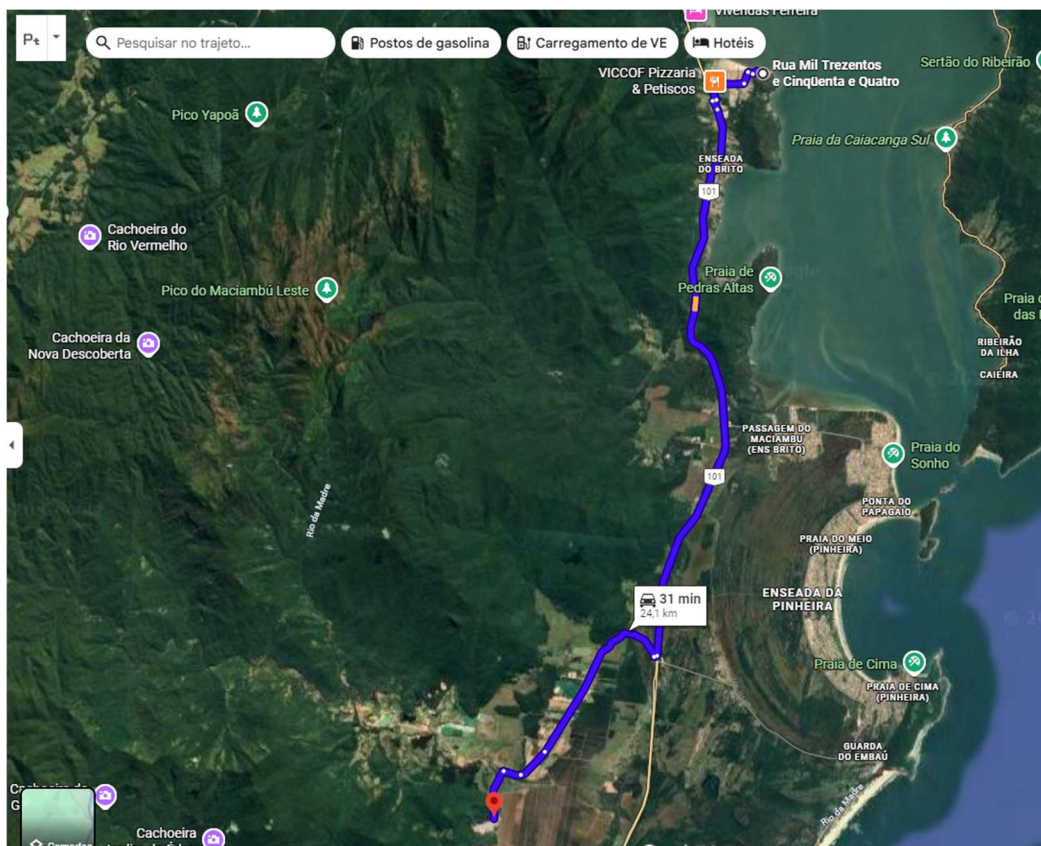 Vivendas Ferreira
Pesquisar no trajeto...
Postos de gasolina
Carregamento de VE
Hotéis
VICCOF Pizzaria
& Petiscos
Rua Mil Trezentos
e Cinqüenta e Quatro
Sertão do Ribeirão
Pico Yapoã
Praia da Caiacanga Sul
ENSEADA
DO BRITO
101
Cachoeira do
Rio Vermelho
Praia de
Pedras Altas
Pico do Maciambú Leste
Cachoeira da
Nova Descoberta
Praia
das
RIBEIRÃO
DA ILHA
CAIEIRA
PASSAGEM DO
MACIAMBÚ
(ENS BRITO)
Praia do
Sonho
101
Rio da Madre
PONTA DO
PAPAGAIO
PRAIA DO MEIO
(PINHEIRA)
ENSEADA DA
PINHEIRA
31 min
24,1 km
Praia de Cima
PRAIA DE CIMA
(PINHEIRA)
GUARDA
DO EMBAÚ
Rio da Madre
Cachoeira